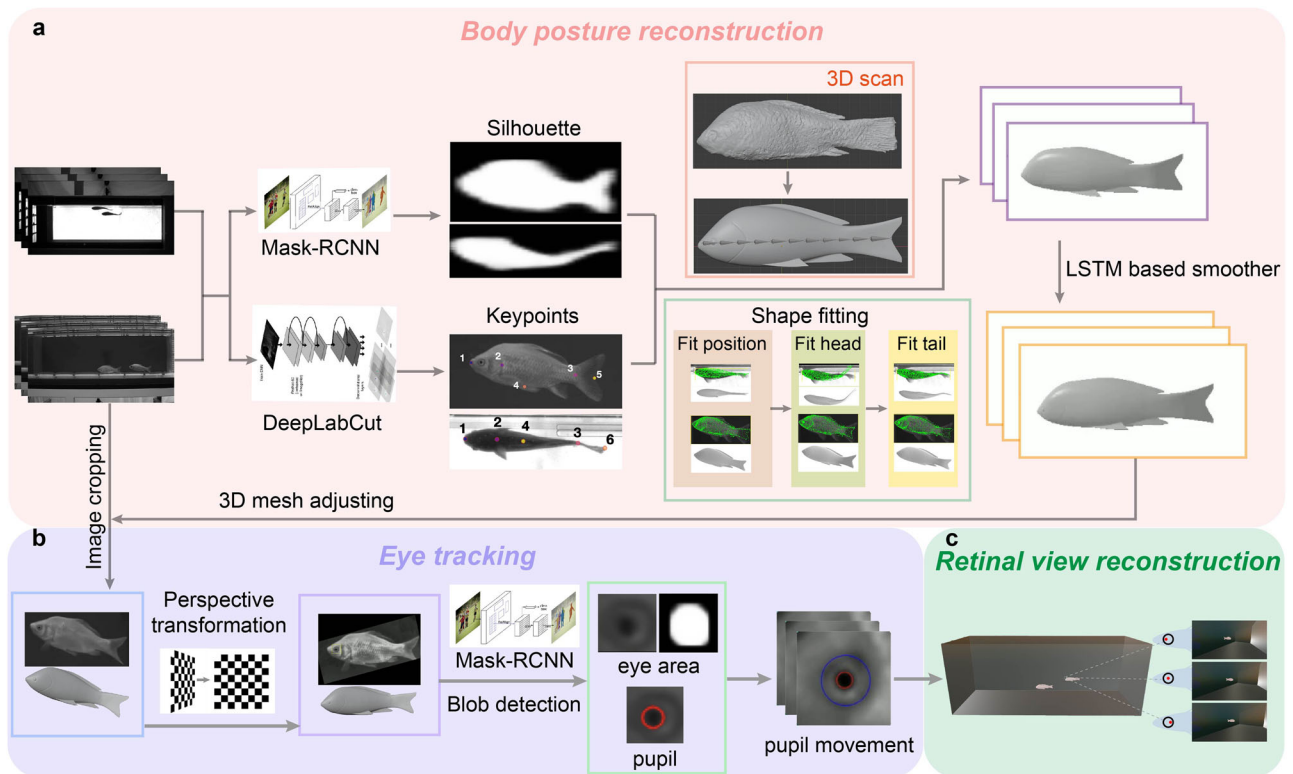 a
Body posture reconstruction
3D scan
Silhouette
Mask-RCNN
LSTM based smoother
Keypoints
1
2
3
4
5
DeepLabCut
1
2
4
3
6
Shape fitting
Fit position
Fit head
Fit tail
3D mesh adjusting
Image cropping
b
Eye tracking
Perspective
transformation
Mask-RCNN
Blob detection
eye area
pupil
pupil movement
c
Retinal view reconstruction